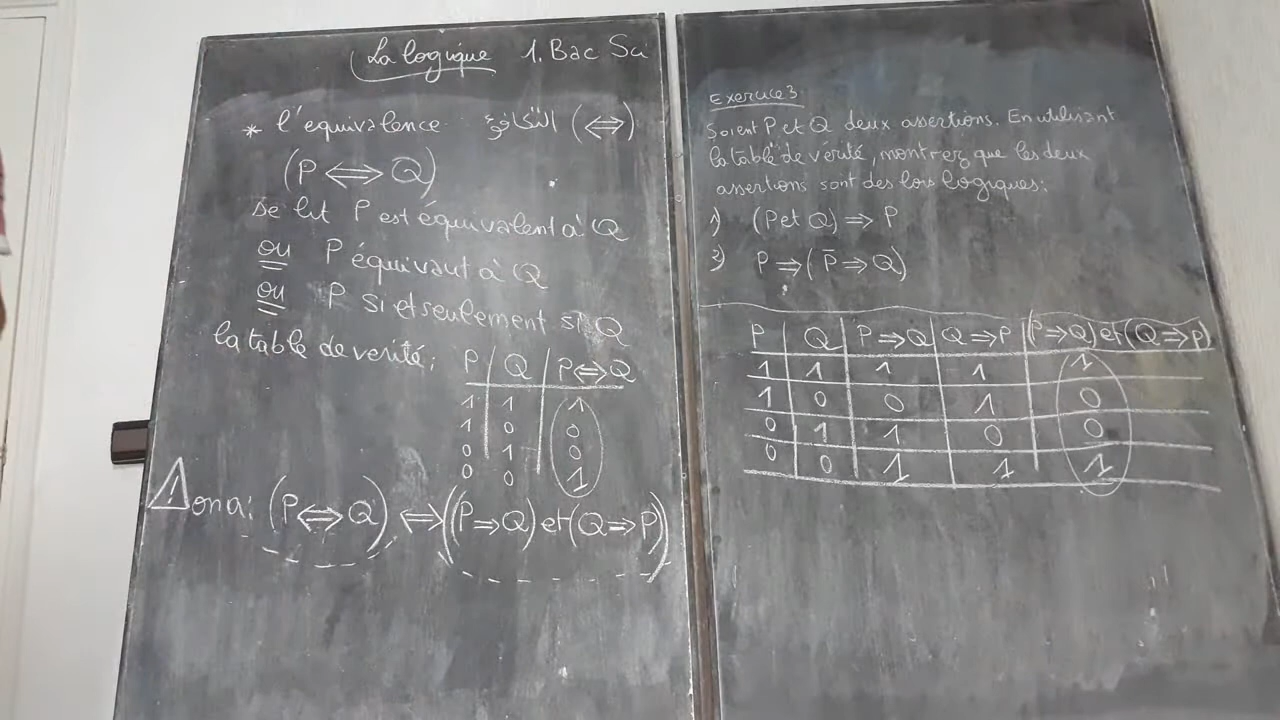 La logique 1. Bac Sci
* l'equivalence التكافؤ (⇔)
(P ⇔ Q)
Se lit P est équivalent à Q
ou P équivaut à Q
ou P Si et seulement si Q
la table de verité:
P Q P⇔Q
1 1 1
1 0 0
0 1 0
0 0 1
⚠ on a: (P⇔Q) ⇔ ((P⇒Q) et (Q⇒P))
Exercice 3
Soient P et Q deux assertions. En utilisant
la table de vérité, montrez que les deux
assertions sont des lois logiques:
1) (P et Q) ⇒ P
2) P ⇒ (P̄ ⇒ Q)
P Q P⇒Q Q⇒P (P⇒Q) et (Q⇒P)
1 1 1 1 1
1 0 0 1 0
0 1 1 0 0
0 0 1 1 1